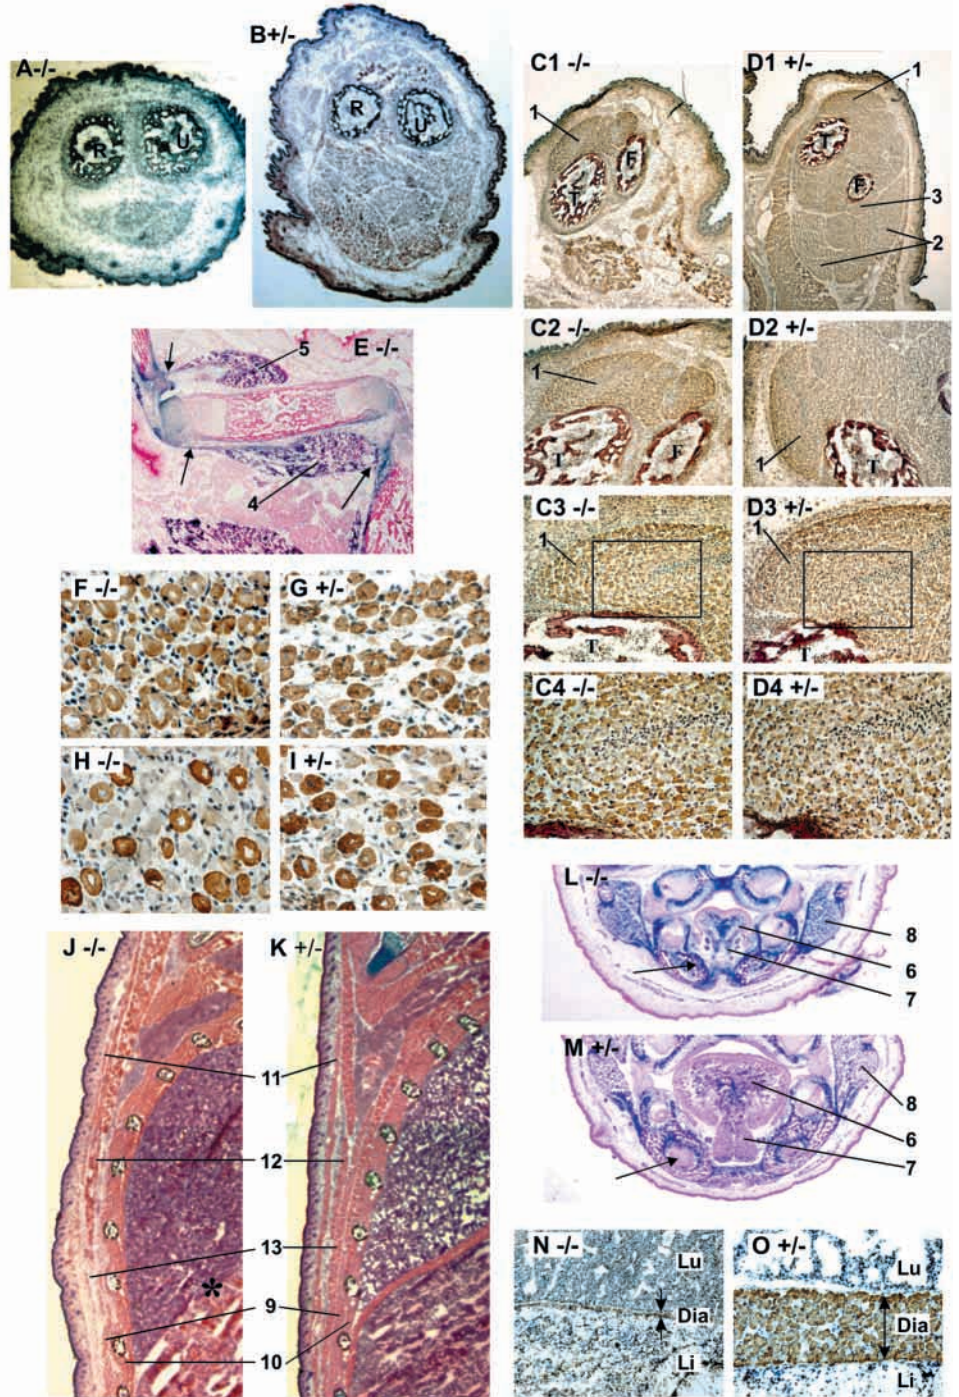 A-/-
B+/-
C1 -/-
D1 +/-
R
U
R
U
1
T
F
1
T
F
3
2
E -/-
5
4
C2 -/-
D2 +/-
1
T
F
1
T
C3 -/-
D3 +/-
1
T
1
T
F -/-
G +/-
H -/-
I +/-
C4 -/-
D4 +/-
L -/-
8
6
7
M +/-
8
6
7
J -/-
K +/-
11
12
13
9
10
*
N -/-
Lu
Dia
Li
O +/-
Lu
Dia
Li